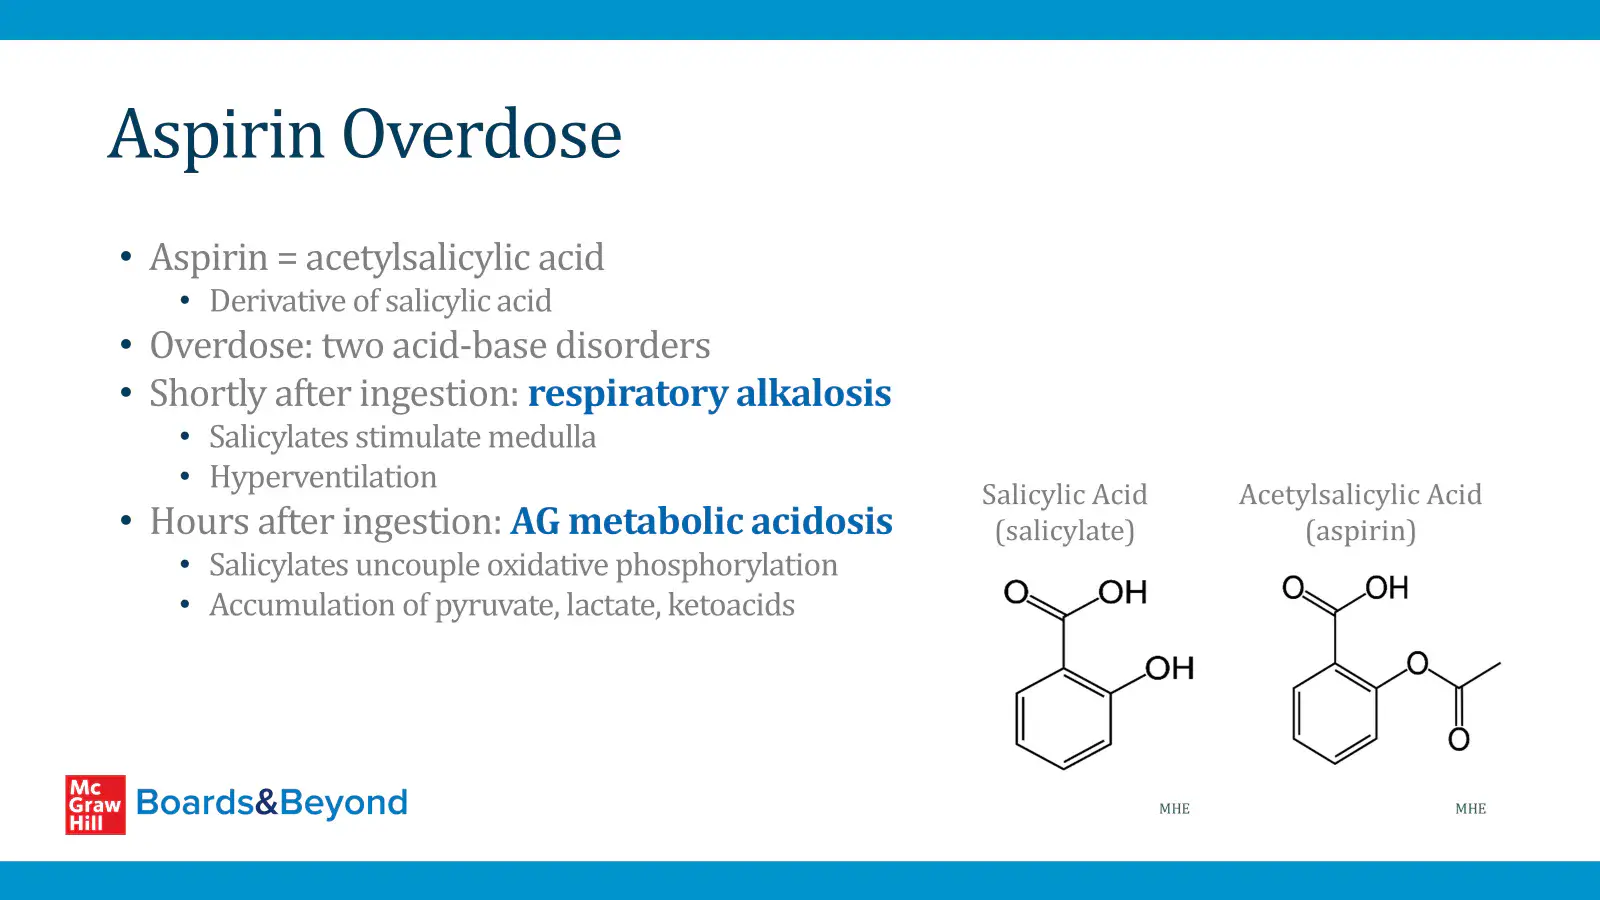 Aspirin Overdose
• Aspirin = acetylsalicylic acid
• Derivative of salicylic acid
• Overdose: two acid-base disorders
• Shortly after ingestion: respiratory alkalosis
• Salicylates stimulate medulla
• Hyperventilation
• Hours after ingestion: AG metabolic acidosis
• Salicylates uncouple oxidative phosphorylation
• Accumulation of pyruvate, lactate, ketoacids
Salicylic Acid
(salicylate)
O OH
OH
MHE
Acetylsalicylic Acid
(aspirin)
O OH
O
O
MHE
Mc
Graw
Hill
Boards&Beyond